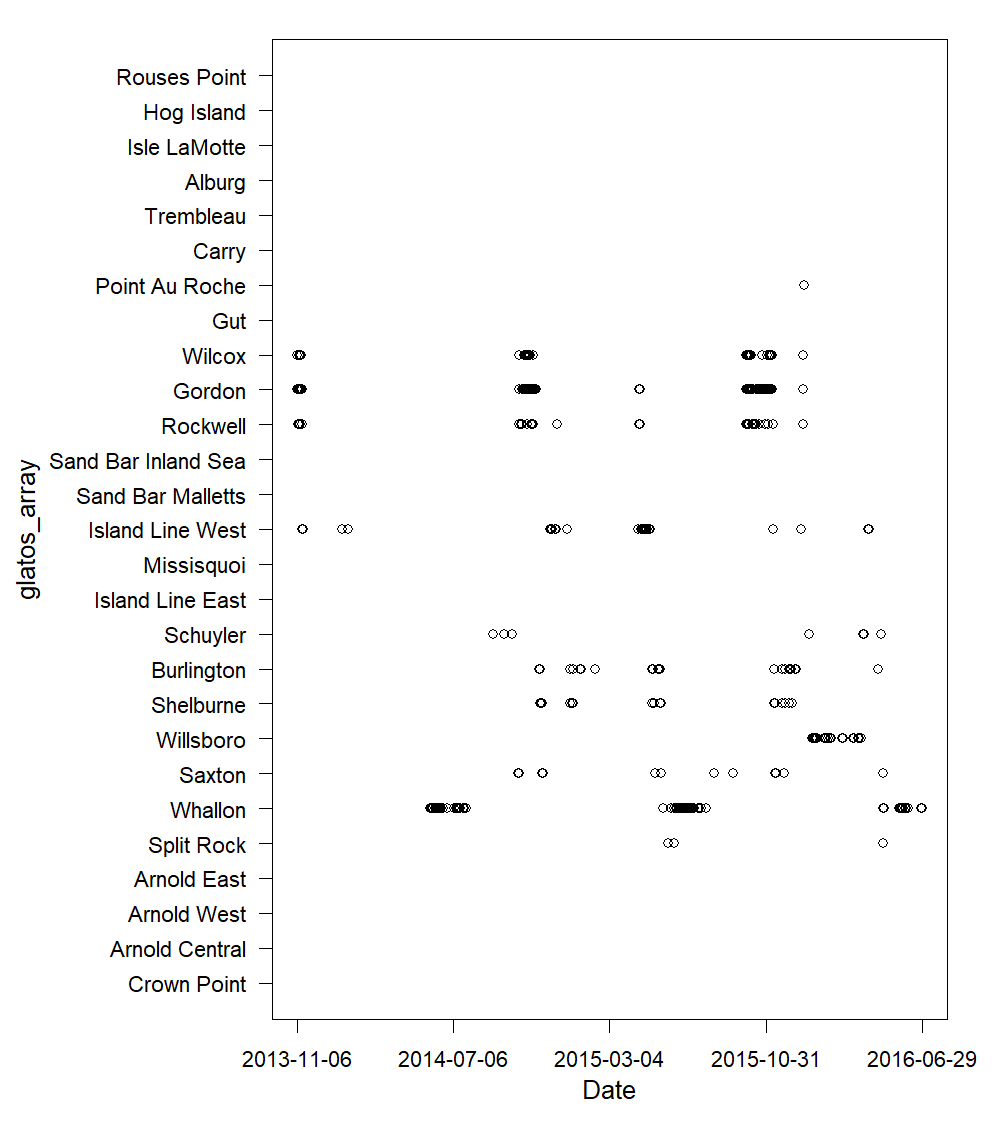 Rouses Point
Hog Island
Isle LaMotte
Alburg
Trembleau
Carry
Point Au Roche
Gut
Wilcox
Gordon
Rockwell
Sand Bar Inland Sea
Sand Bar Malletts
Island Line West
Missisquoi
Island Line East
Schuyler
Burlington
Shelburne
Willsboro
Saxton
Whallon
Split Rock
Arnold East
Arnold West
Arnold Central
Crown Point
glatos_array
2013-11-06 2014-07-06 2015-03-04 2015-10-31 2016-06-29
Date